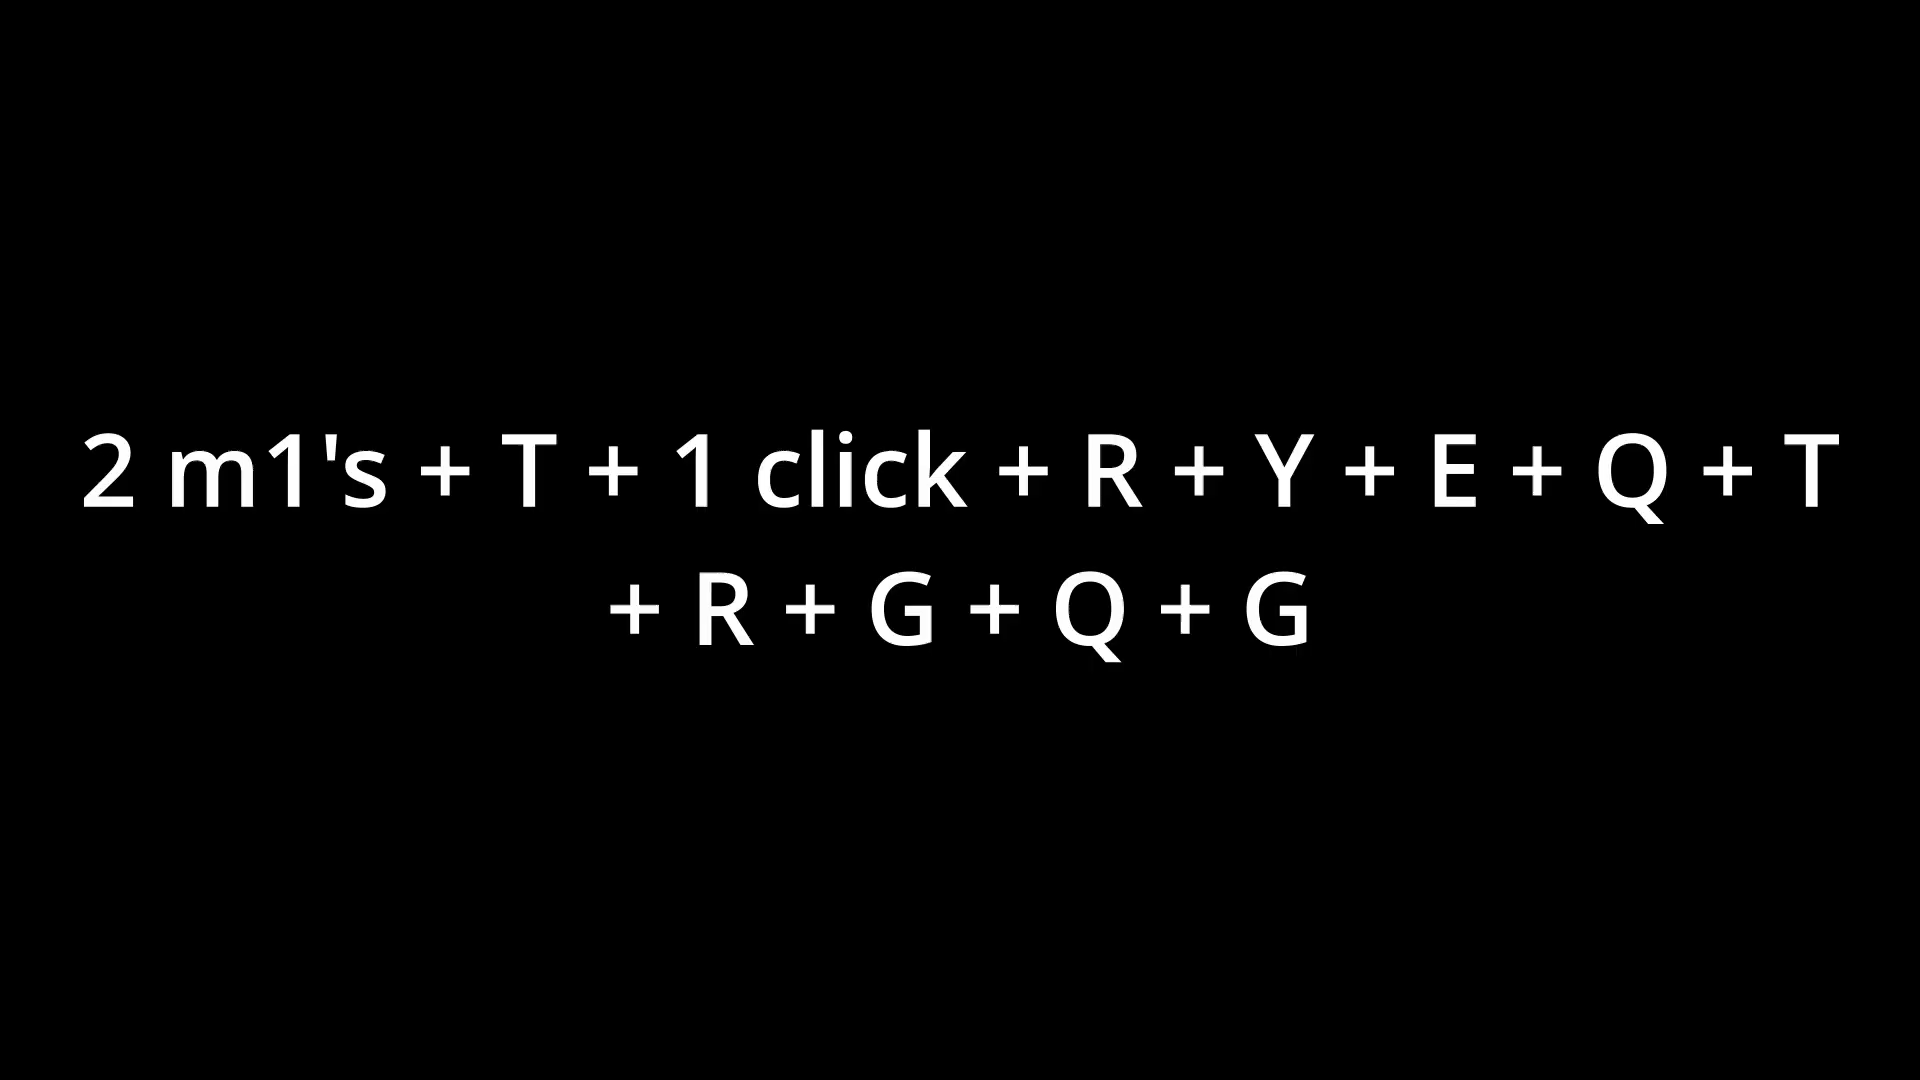 2 m1's + T + 1 click + R + Y + E + Q + T
+ R + G + Q + G